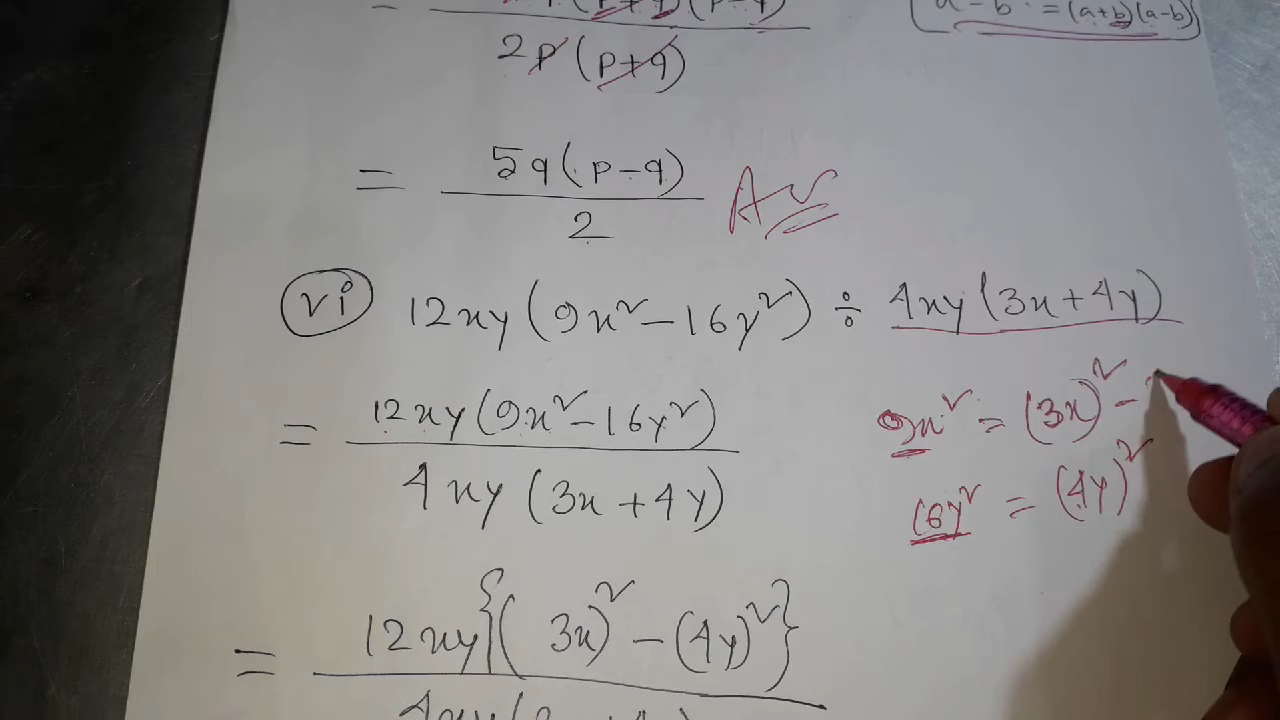 a² - b² = (a+b)(a-b)
2p(p+q)
= 5q(p-q) / 2 Ans
(vi) 12xy(9x² - 16y²) ÷ 4xy(3x+4y)
= 12xy(9x² - 16y²) / 4xy(3x+4y)
9x² = (3x)² -
16y² = (4y)²
= 12xy{(3x)² - (4y)²}